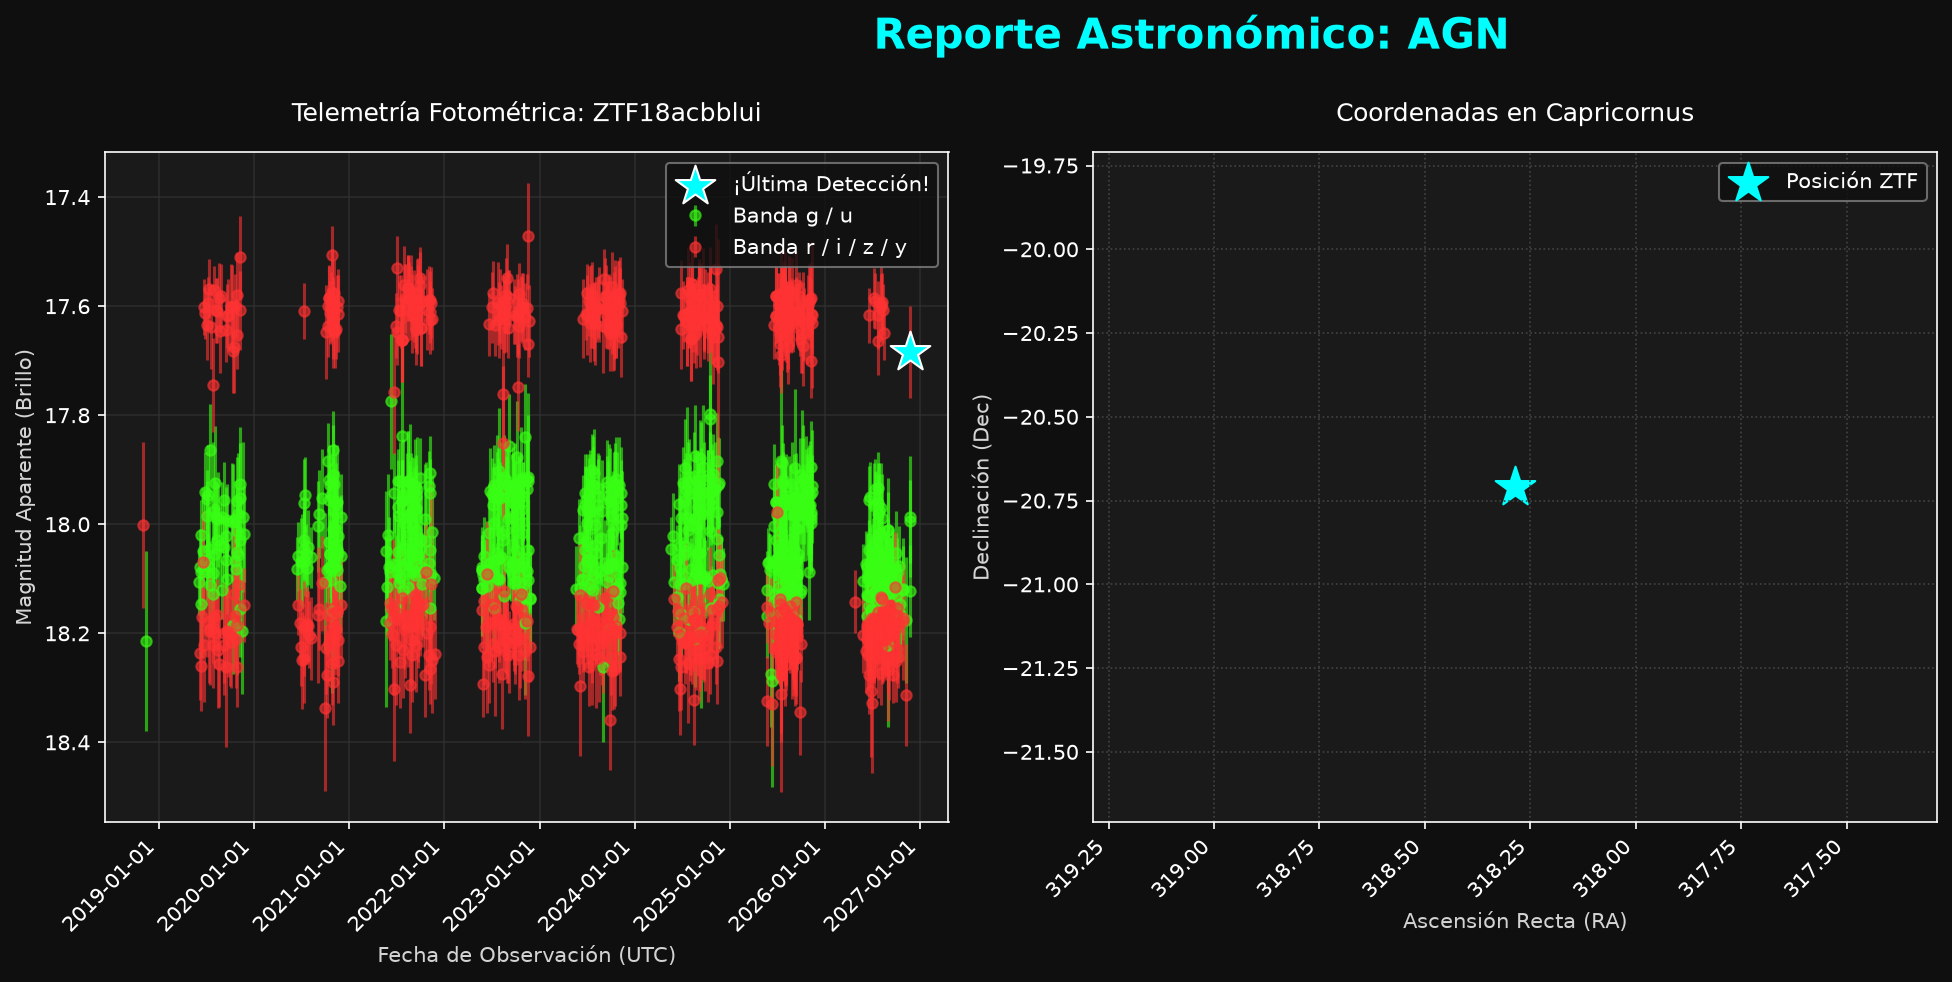 Reporte Astronómico: AGN
Telemetría Fotométrica: ZTF18acbblui
¡Última Detección!
Banda g / u
Banda r / i / z / y
Magnitud Aparente (Brillo)
17.4
17.6
17.8
18.0
18.2
18.4
2019-01-01
2020-01-01
2021-01-01
2022-01-01
2023-01-01
2024-01-01
2025-01-01
2026-01-01
2027-01-01
Fecha de Observación (UTC)
Coordenadas en Capricornus
Posición ZTF
Declinación (Dec)
−19.75
−20.00
−20.25
−20.50
−20.75
−21.00
−21.25
−21.50
319.25
319.00
318.75
318.50
318.25
318.00
317.75
317.50
Ascensión Recta (RA)